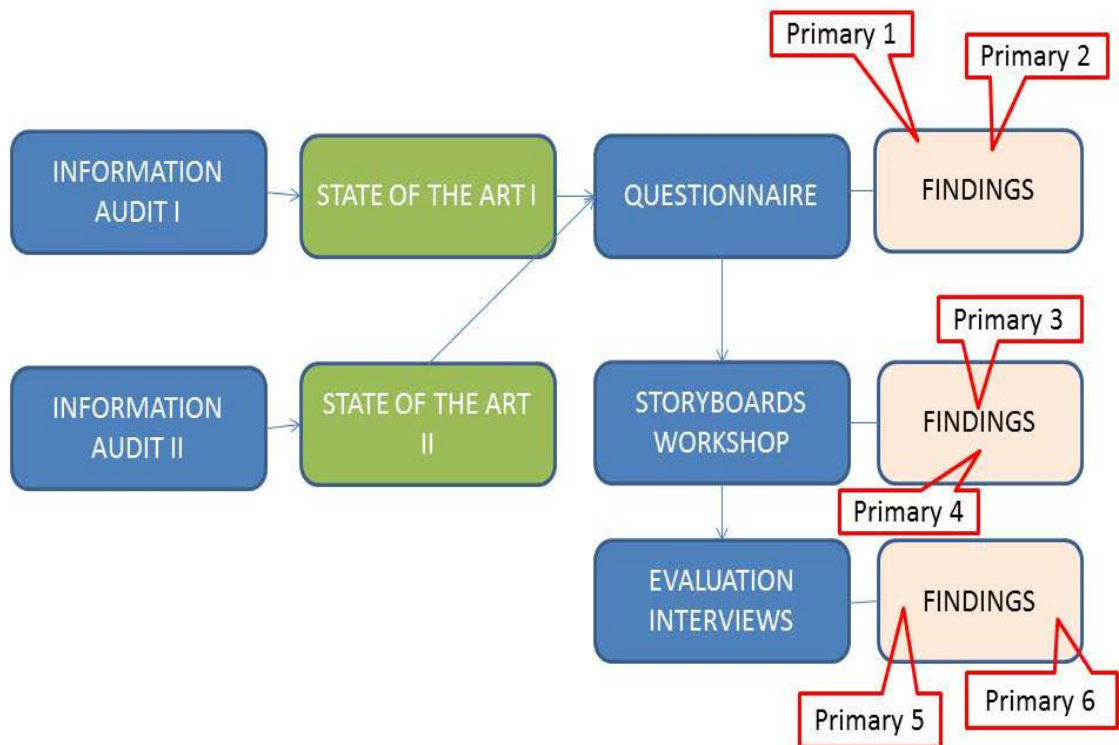 Primary 1
Primary 2
INFORMATION
AUDIT I
STATE OF THE ART I
QUESTIONNAIRE
FINDINGS
Primary 3
INFORMATION
AUDIT II
STATE OF THE ART
II
STORYBOARDS
WORKSHOP
FINDINGS
Primary 4
EVALUATION
INTERVIEWS
FINDINGS
Primary 5
Primary 6